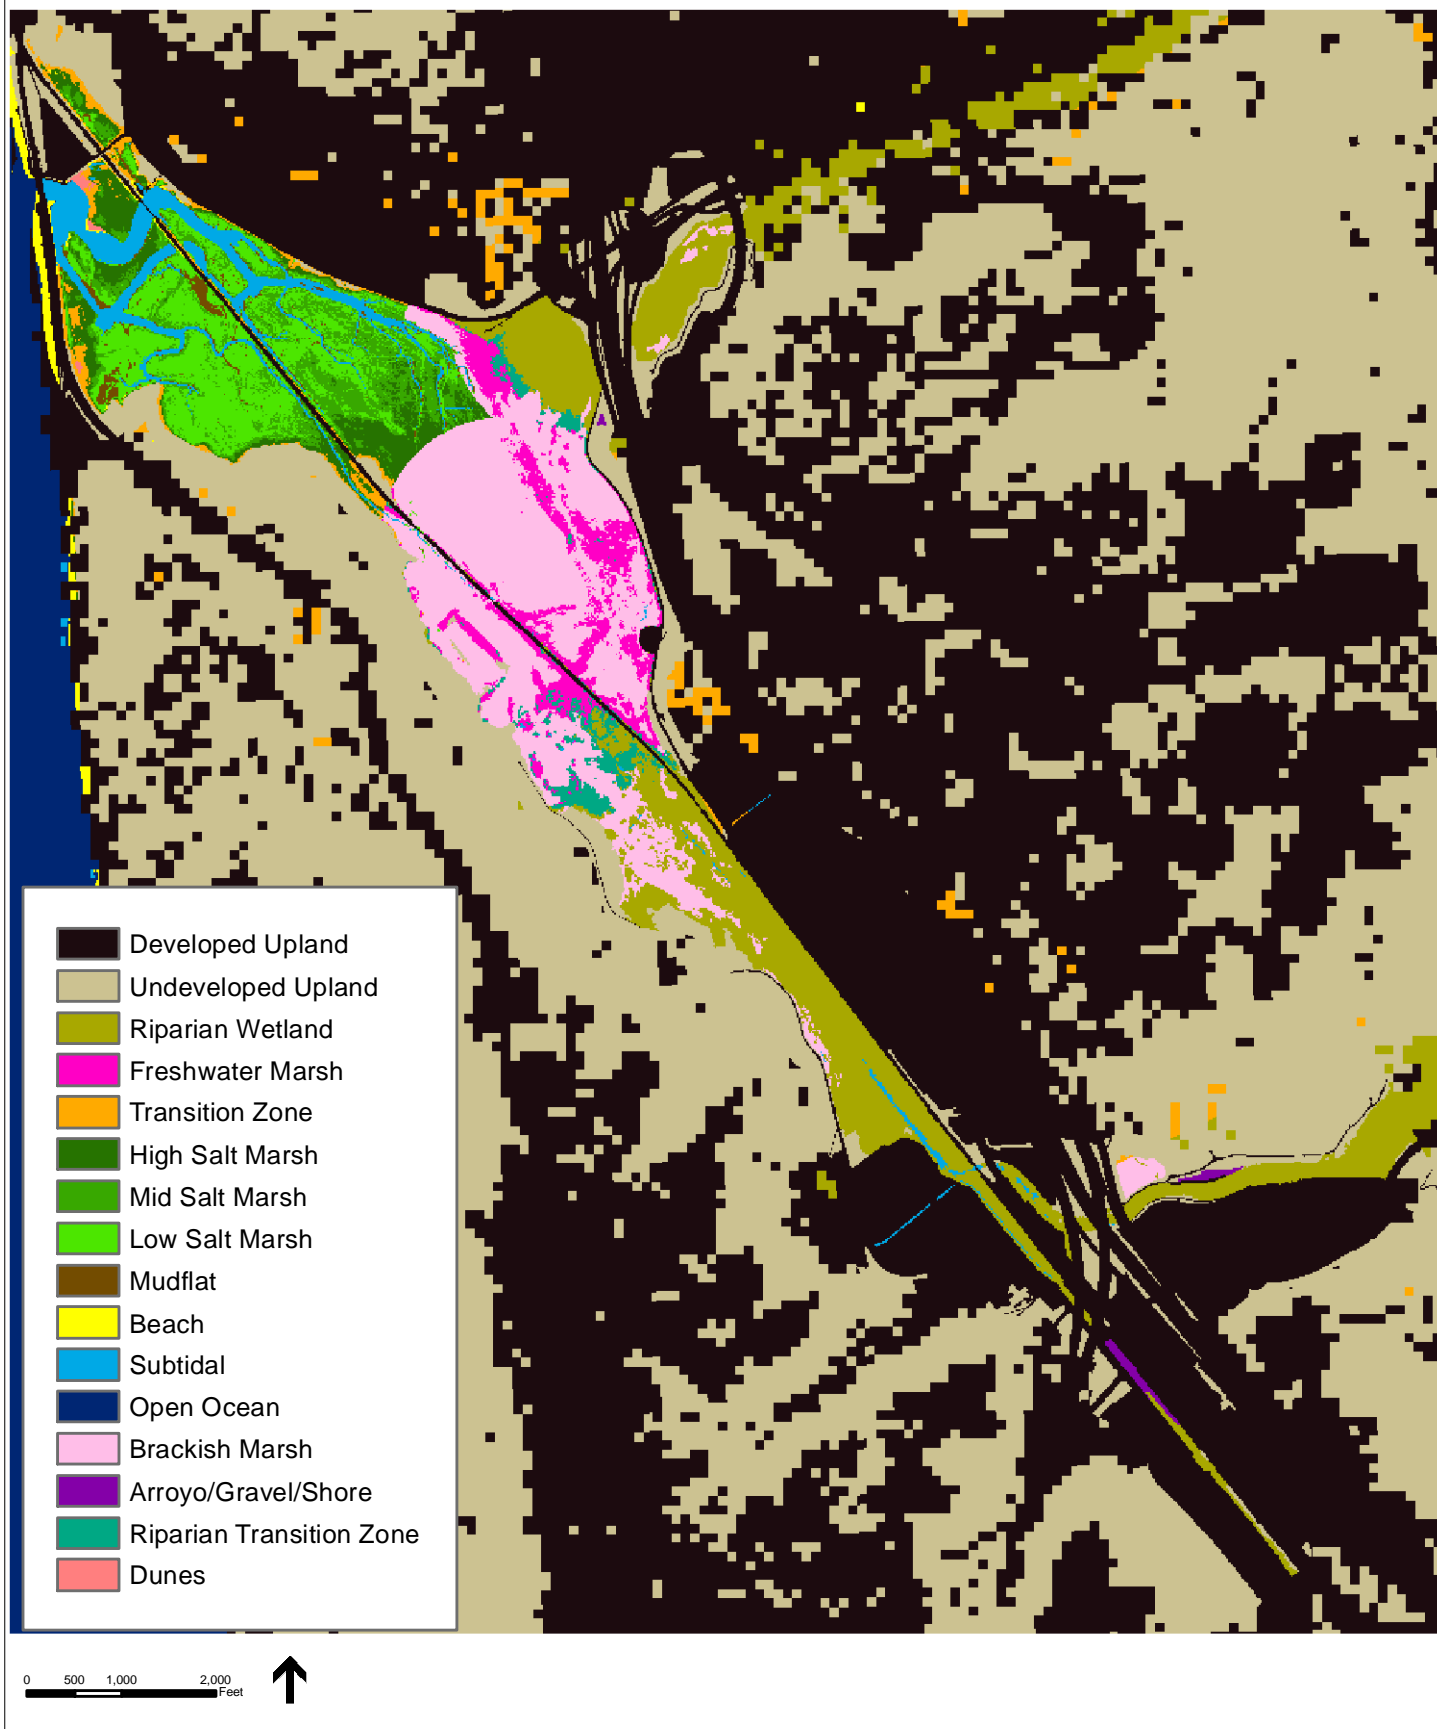 Developed Upland
Undeveloped Upland
Riparian Wetland
Freshwater Marsh
Transition Zone
High Salt Marsh
Mid Salt Marsh
Low Salt Marsh
Mudflat
Beach
Subtidal
Open Ocean
Brackish Marsh
Arroyo/Gravel/Shore
Riparian Transition Zone
Dunes
0 500 1,000 2,000
Feet